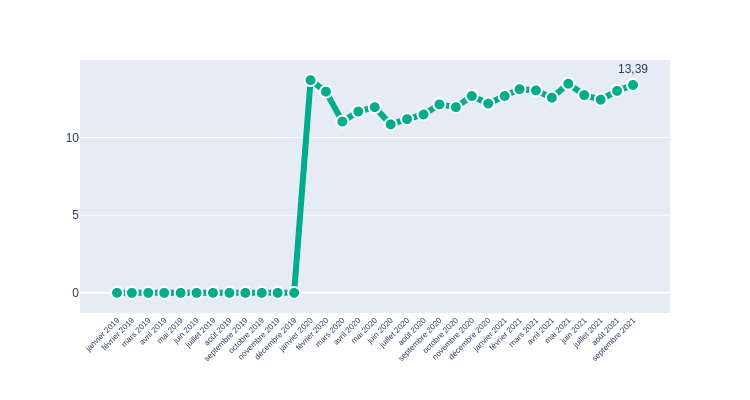 13,39
10
5
0
janvier 2019
février 2019
mars 2019
avril 2019
mai 2019
juin 2019
juillet 2019
août 2019
septembre 2019
octobre 2019
novembre 2019
décembre 2019
janvier 2020
février 2020
mars 2020
avril 2020
mai 2020
juin 2020
juillet 2020
août 2020
septembre 2020
octobre 2020
novembre 2020
décembre 2020
janvier 2021
février 2021
mars 2021
avril 2021
mai 2021
juin 2021
juillet 2021
août 2021
septembre 2021